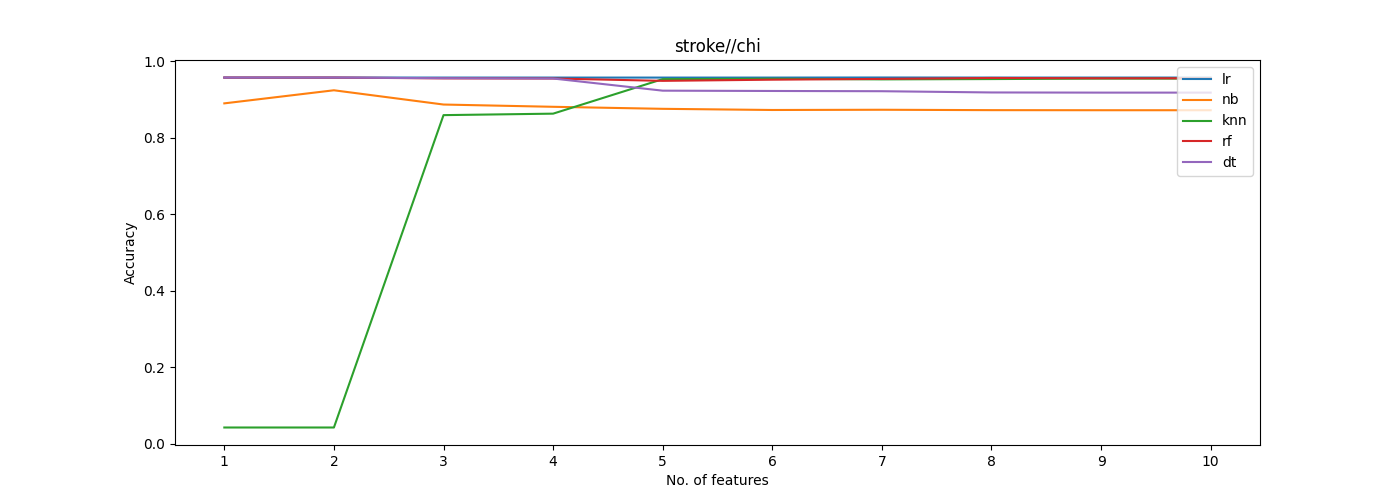 stroke//chi
1.0
0.8
0.6
0.4
0.2
0.0
Accuracy
1 2 3 4 5 6 7 8 9 10
No. of features
lr
nb
knn
rf
dt